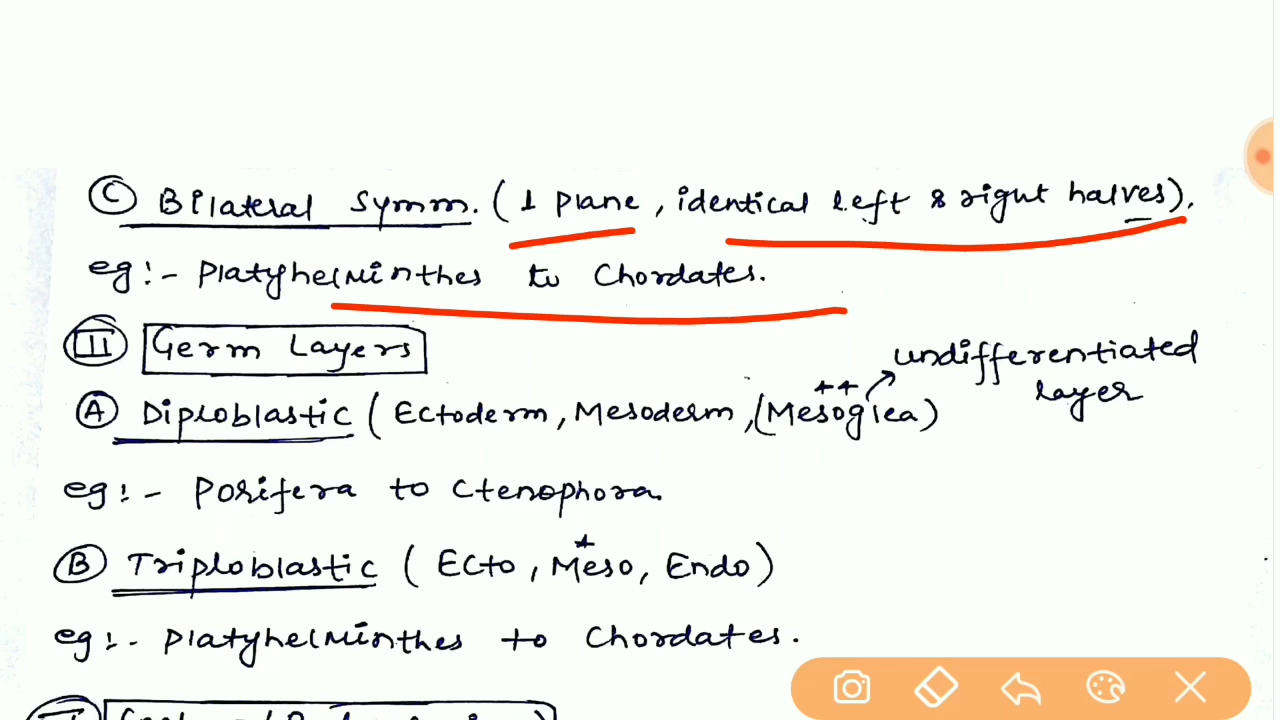 C Bilateral Symm. (1 plane, identical left & right halves).
eg:- Platyhelminthes to Chordates.
III Germ Layers
undifferentiated layer
A Diploblastic (Ectoderm, Mesoderm, (Mesoglea)
eg:- Porifera to Ctenophora.
B Triploblastic (Ecto, Meso, Endo)
eg:- Platyhelminthes to Chordates.